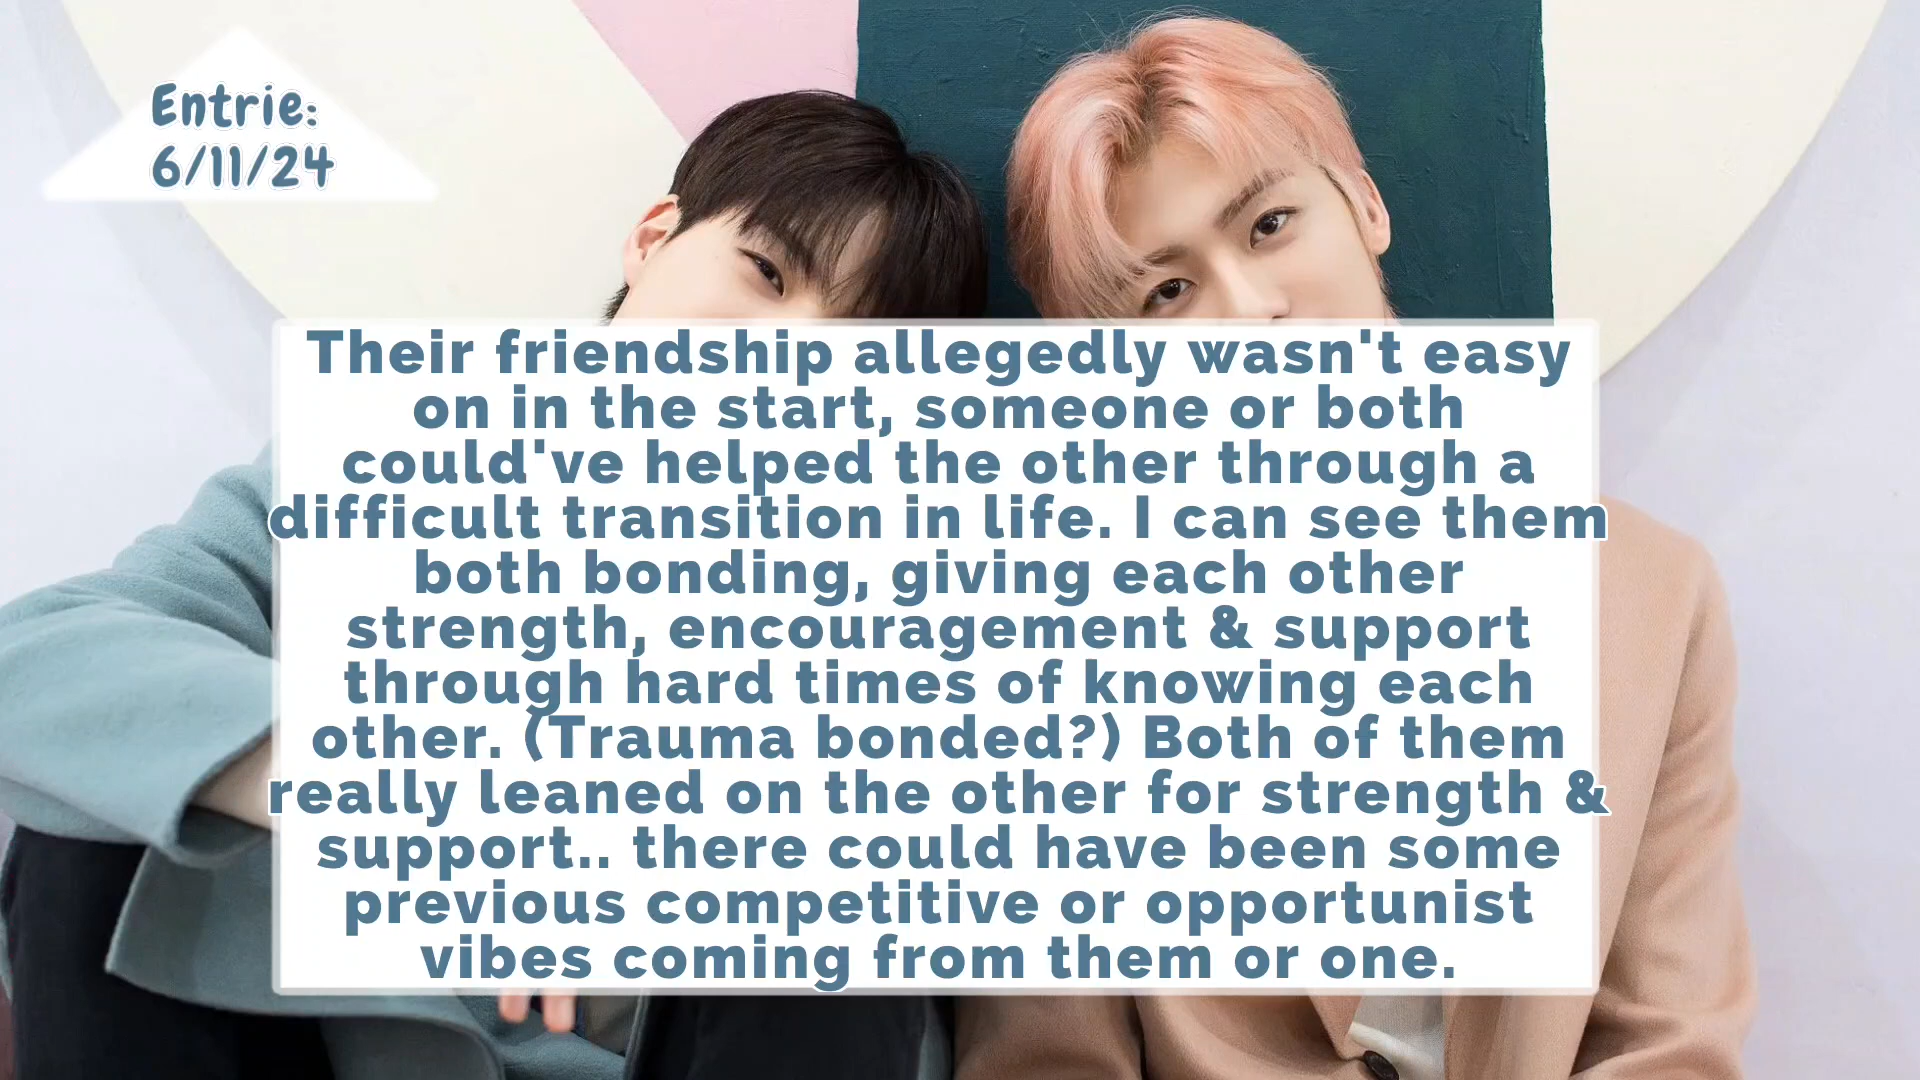 Entrie:
6/11/24
Their friendship allegedly wasn't easy
on in the start, someone or both
could've helped the other through a
difficult transition in life. I can see them
both bonding, giving each other
strength, encouragement & support
through hard times of knowing each
other. (Trauma bonded?) Both of them
really leaned on the other for strength &
support.. there could have been some
previous competitive or opportunist
vibes coming from them or one.